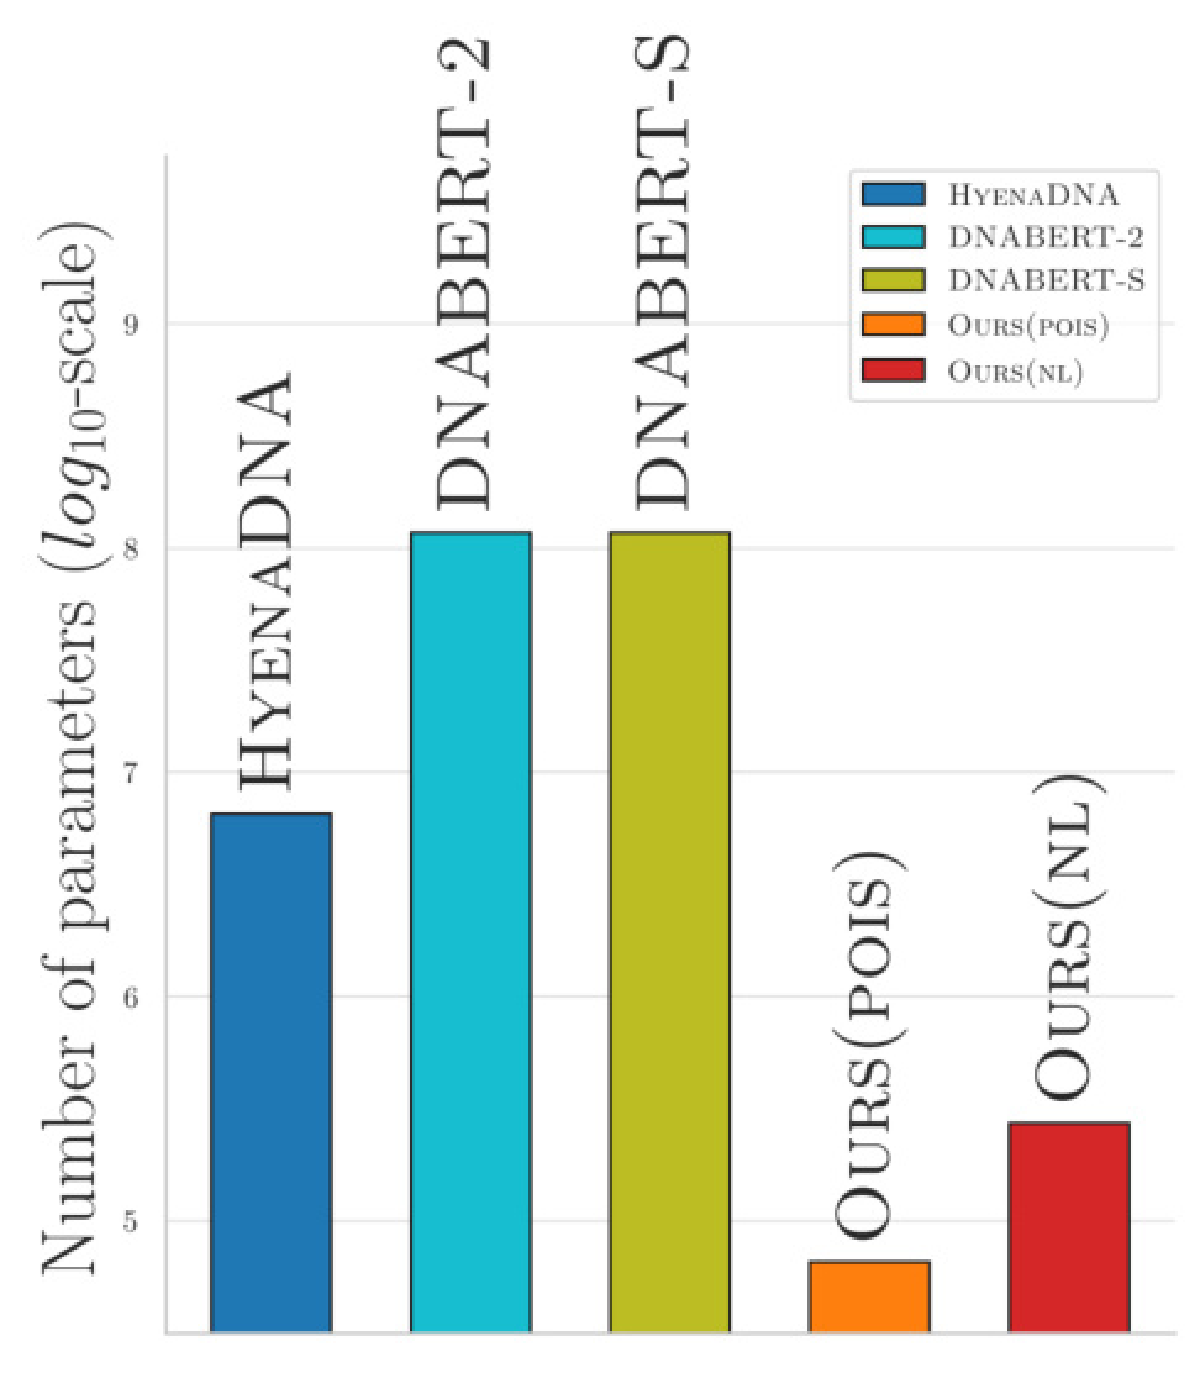 Number of parameters (log10-scale)
9
8
7
6
5
HYENADNA
DNABERT-2
DNABERT-S
OURS(POIS)
OURS(NL)
HYENADNA
DNABERT-2
DNABERT-S
OURS(POIS)
OURS(NL)